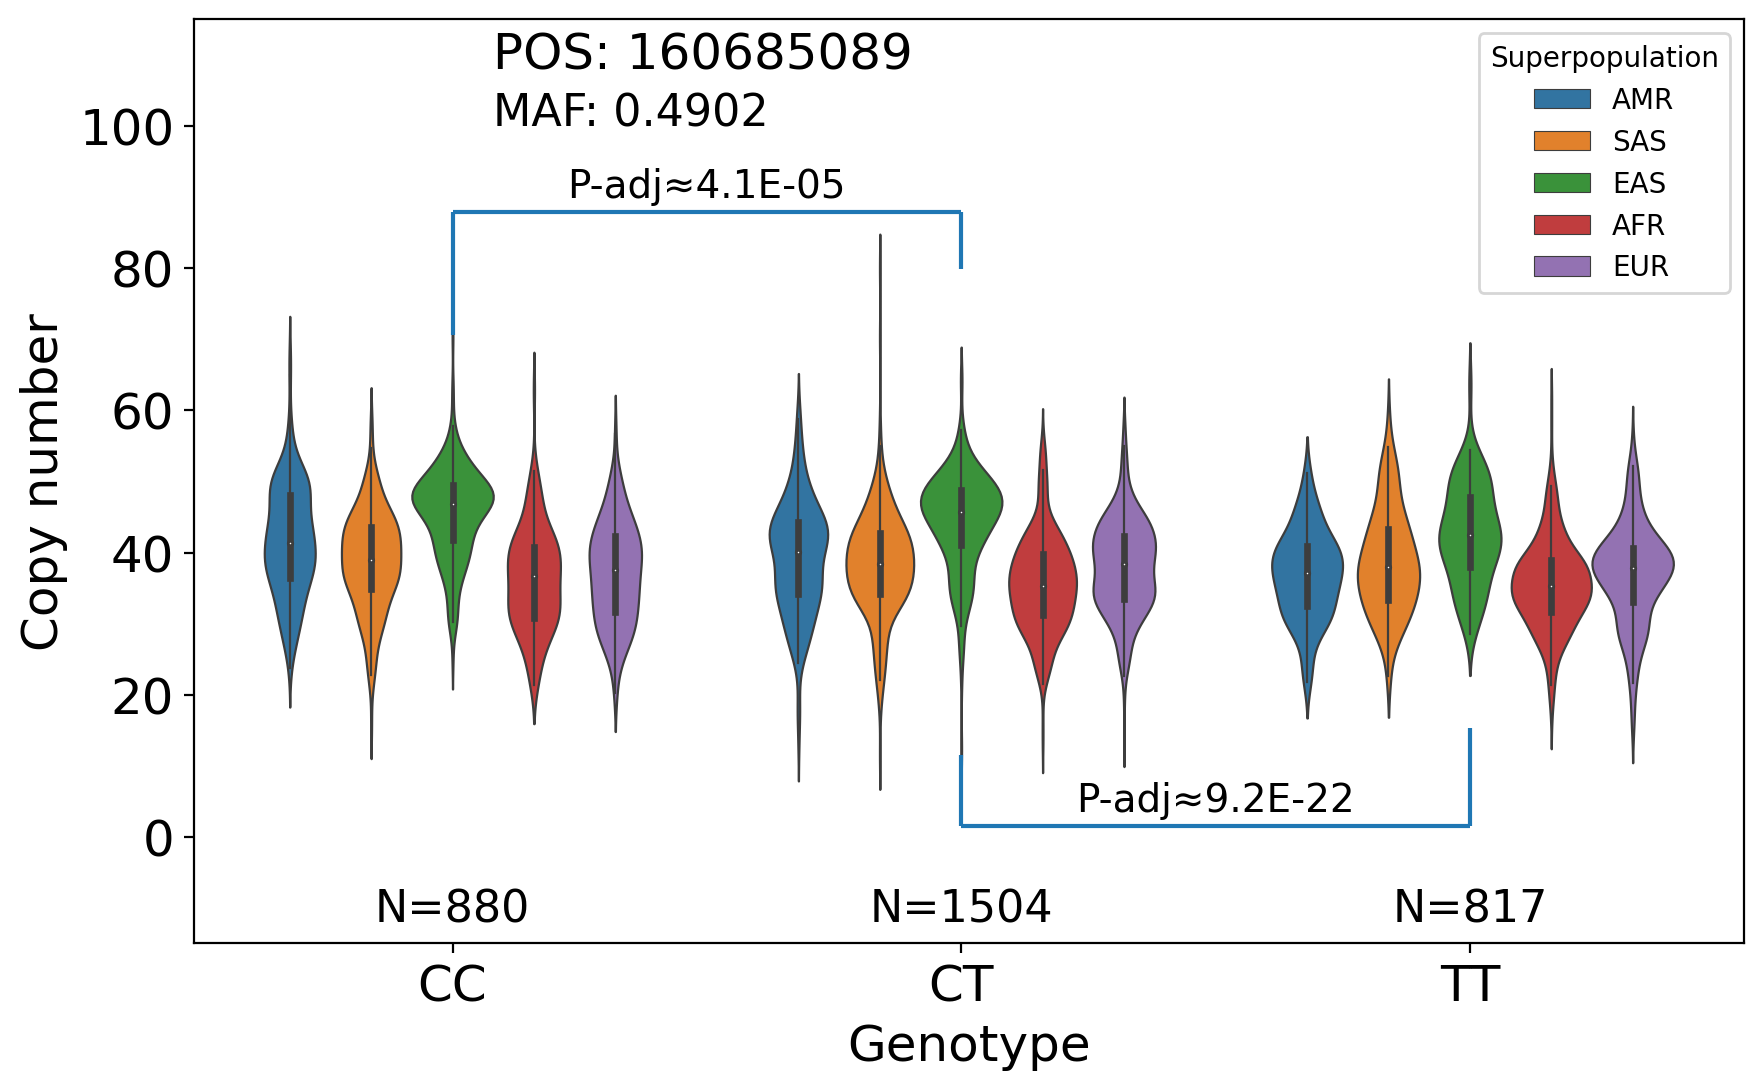 POS: 160685089
MAF: 0.4902
P-adj≈4.1E-05
Superpopulation
AMR
SAS
EAS
AFR
EUR
Copy number
100
80
60
40
20
0
P-adj≈9.2E-22
N=880
N=1504
N=817
CC
CT
TT
Genotype